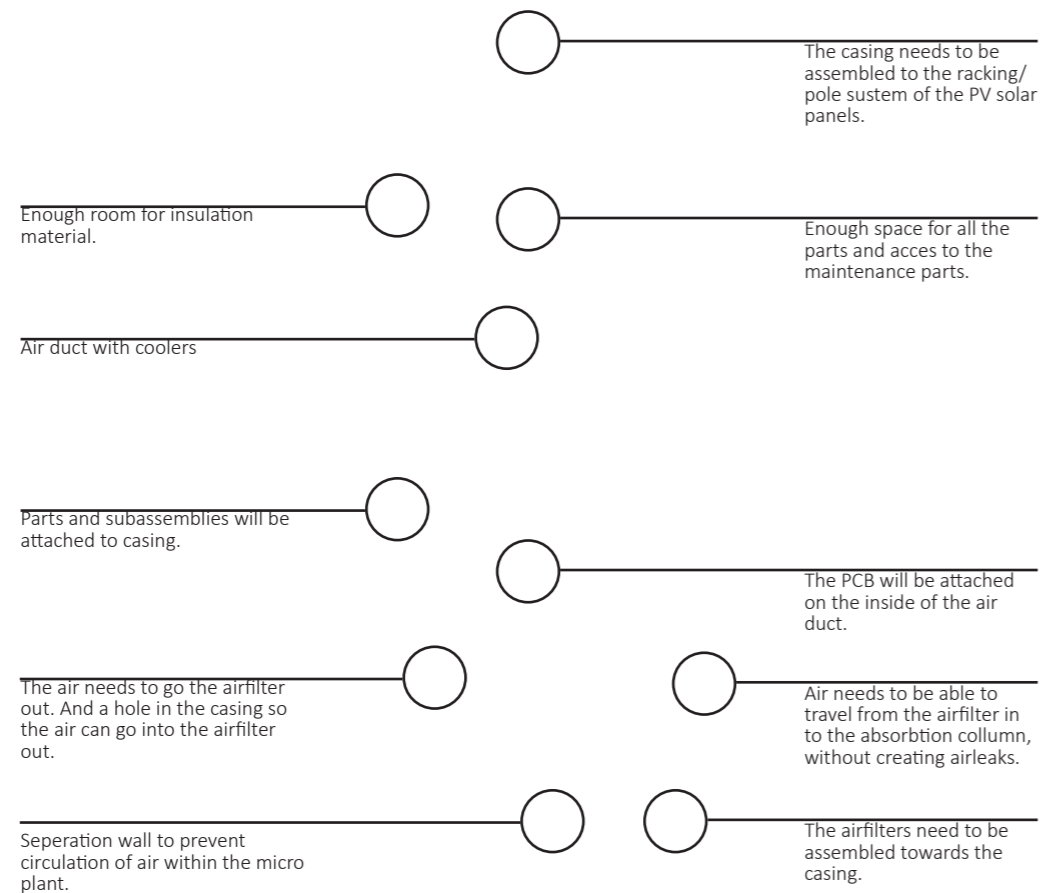 The casing needs to be
assembled to the racking/
pole sustem of the PV solar
panels.
Enough room for insulation
material.
Enough space for all the
parts and acces to the
maintenance parts.
Air duct with coolers
Parts and subassemblies will be
attached to casing.
The PCB will be attached
on the inside of the air
duct.
The air needs to go the airfilter
out. And a hole in the casing so
the air can go into the airfilter
out.
Air needs to be able to
travel from the airfilter in
to the absorbtion collumn,
without creating airleaks.
Seperation wall to prevent
circulation of air within the micro
plant.
The airfilters need to be
assembled towards the
casing.